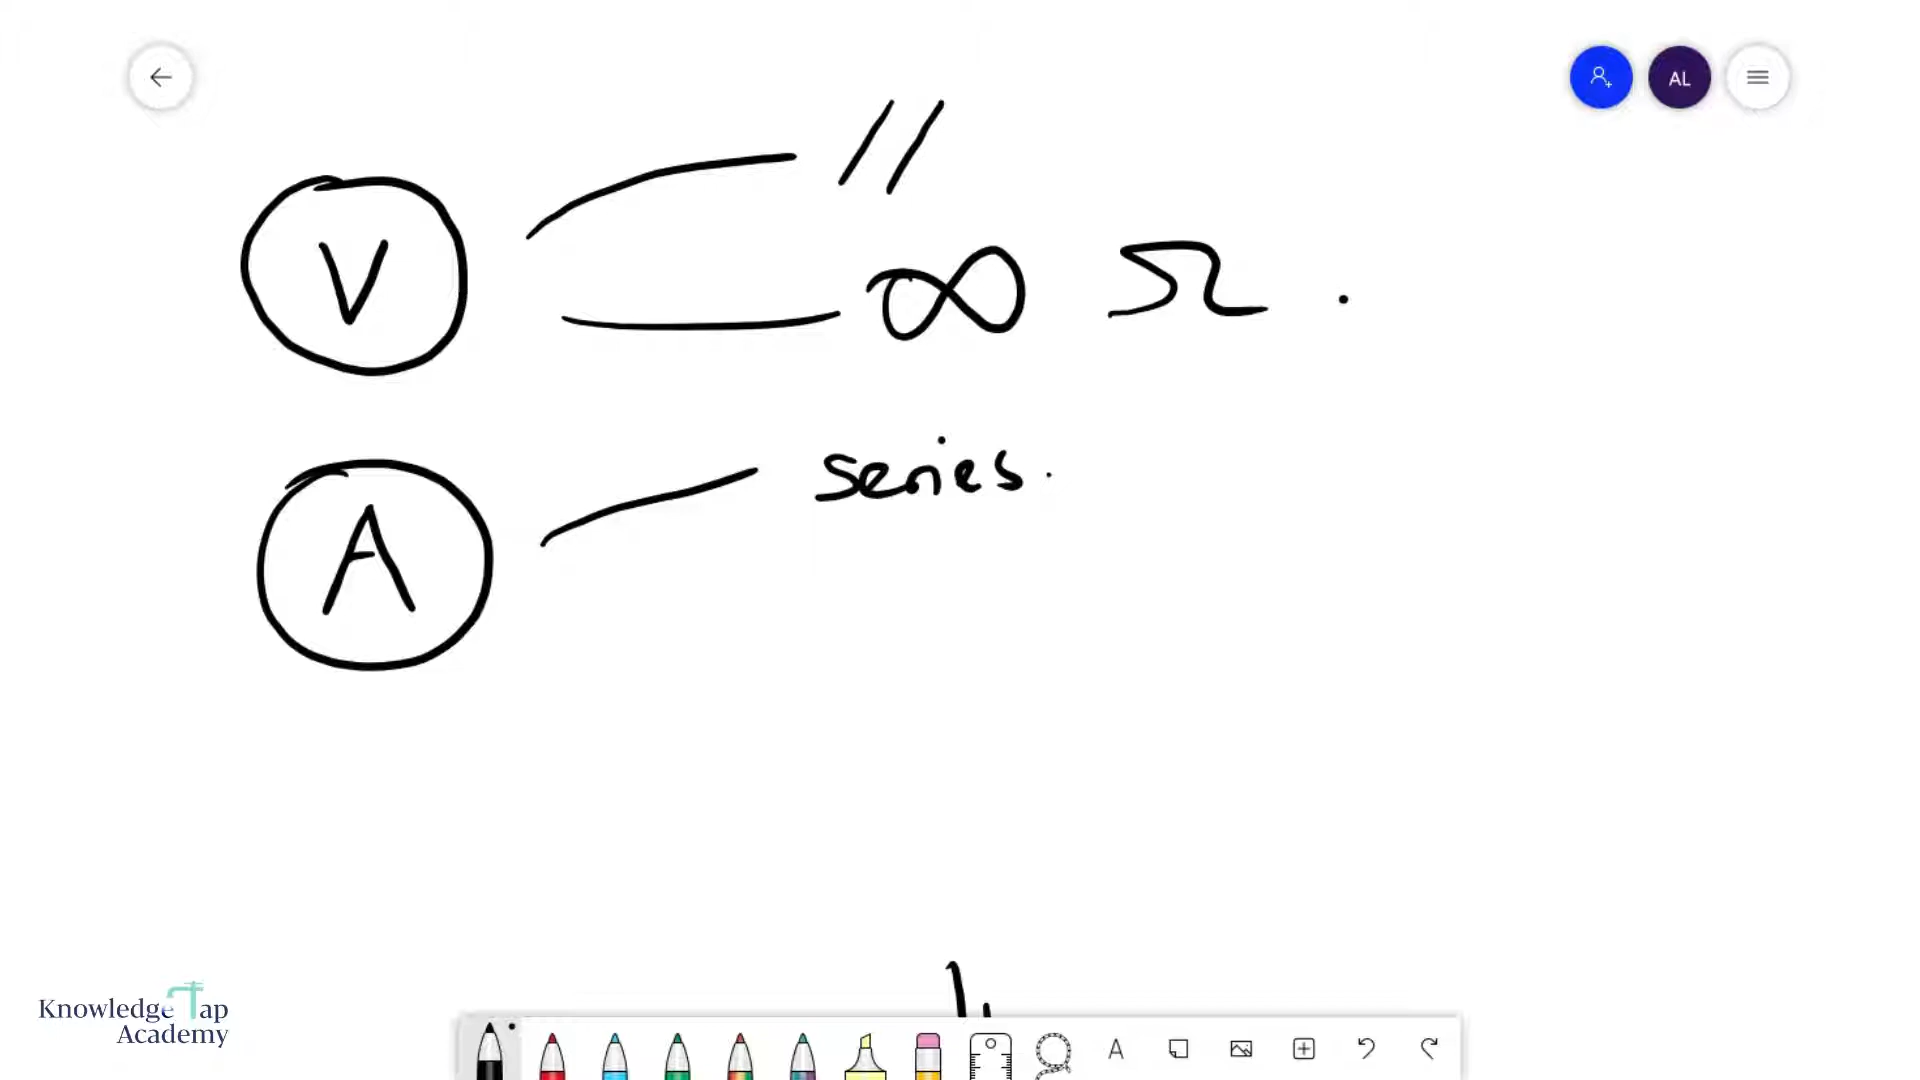 AL
//
V
∞ Ω .
series.
A
Knowledge Tap
Academy
A